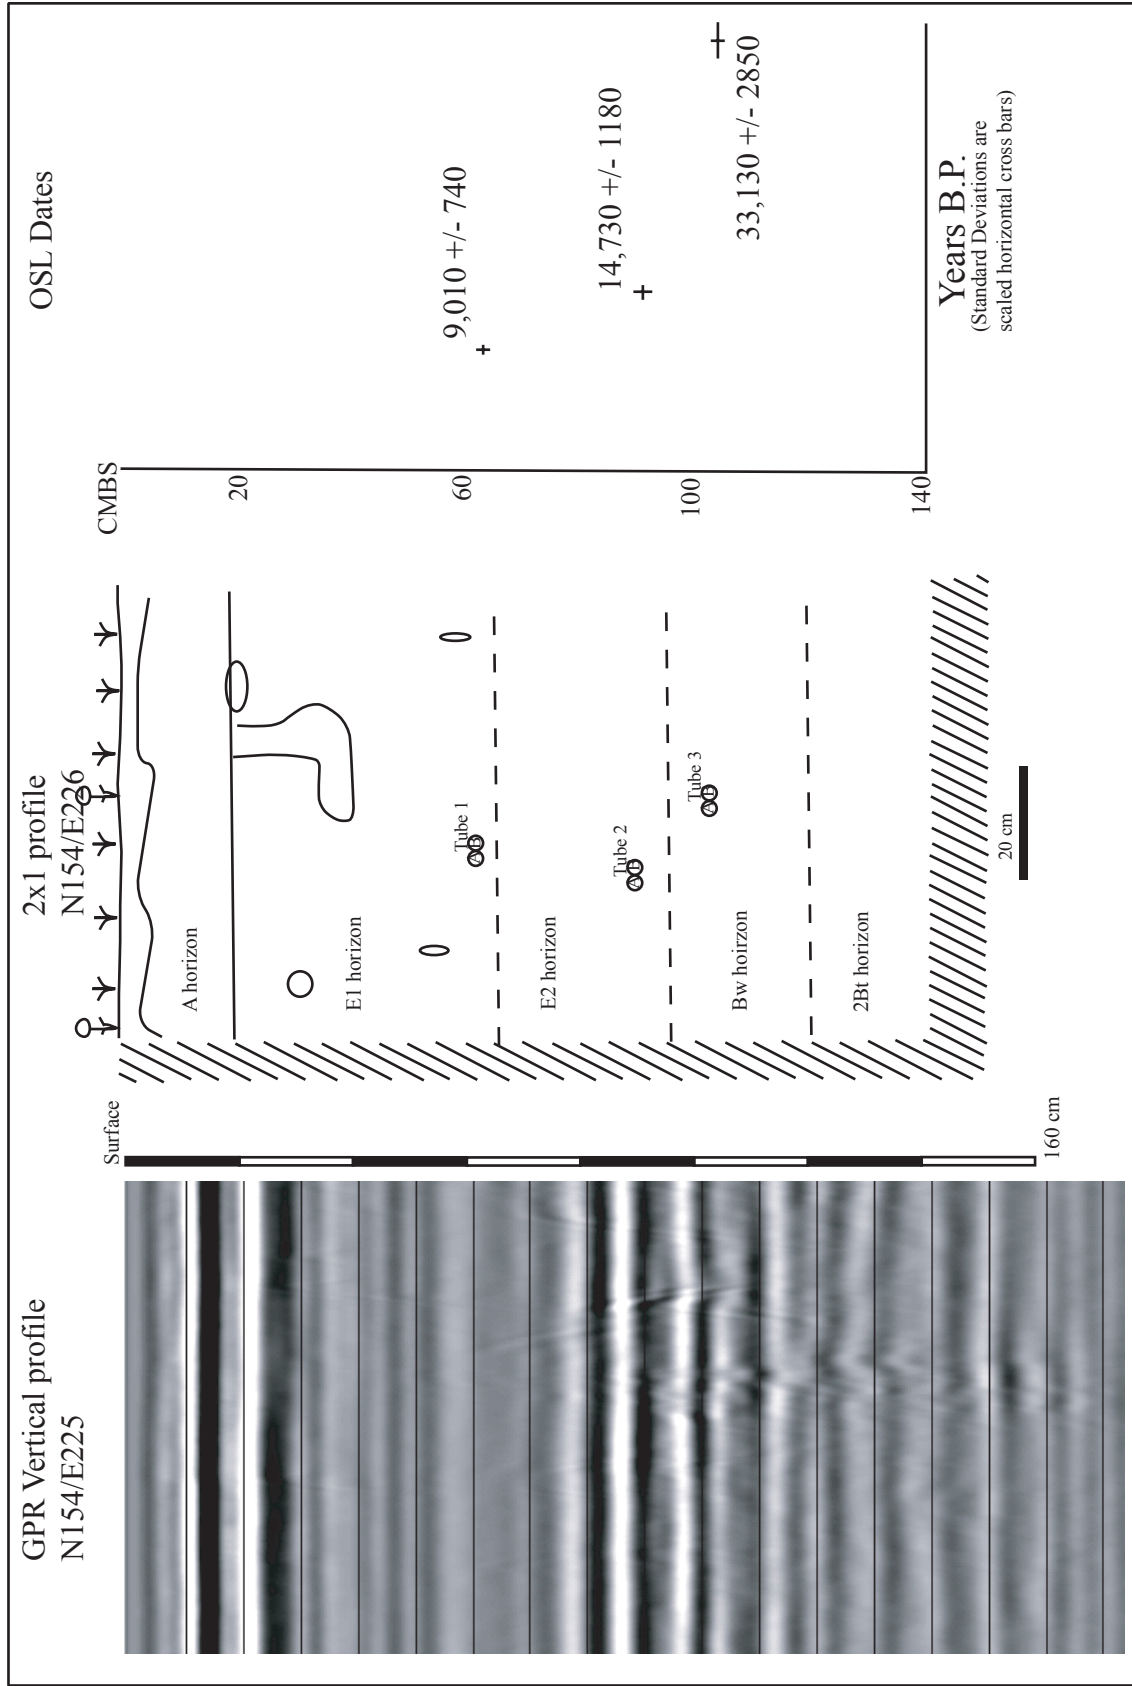 GPR Vertical profile
N154/E225
Surface
160 cm
2x1 profile
N154/E226
A horizon
E1 horizon
Tube 1
A B
E2 horizon
Tube 2
A B
Bw hoirzon
Tube 3
A B
2Bt horizon
20 cm
OSL Dates
CMBS
20
60
100
140
9,010 +/- 740
14,730 +/- 1180
33,130 +/- 2850
Years B.P.
(Standard Deviations are
scaled horizontal cross bars)